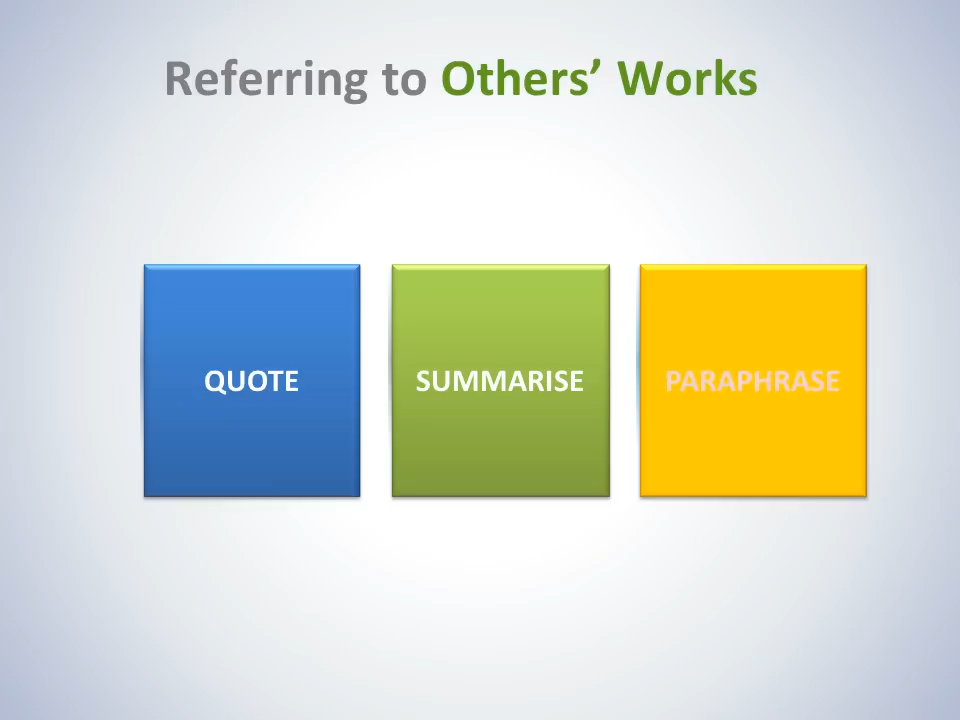 Referring to Others’ Works
QUOTE
SUMMARISE
PARAPHRASE